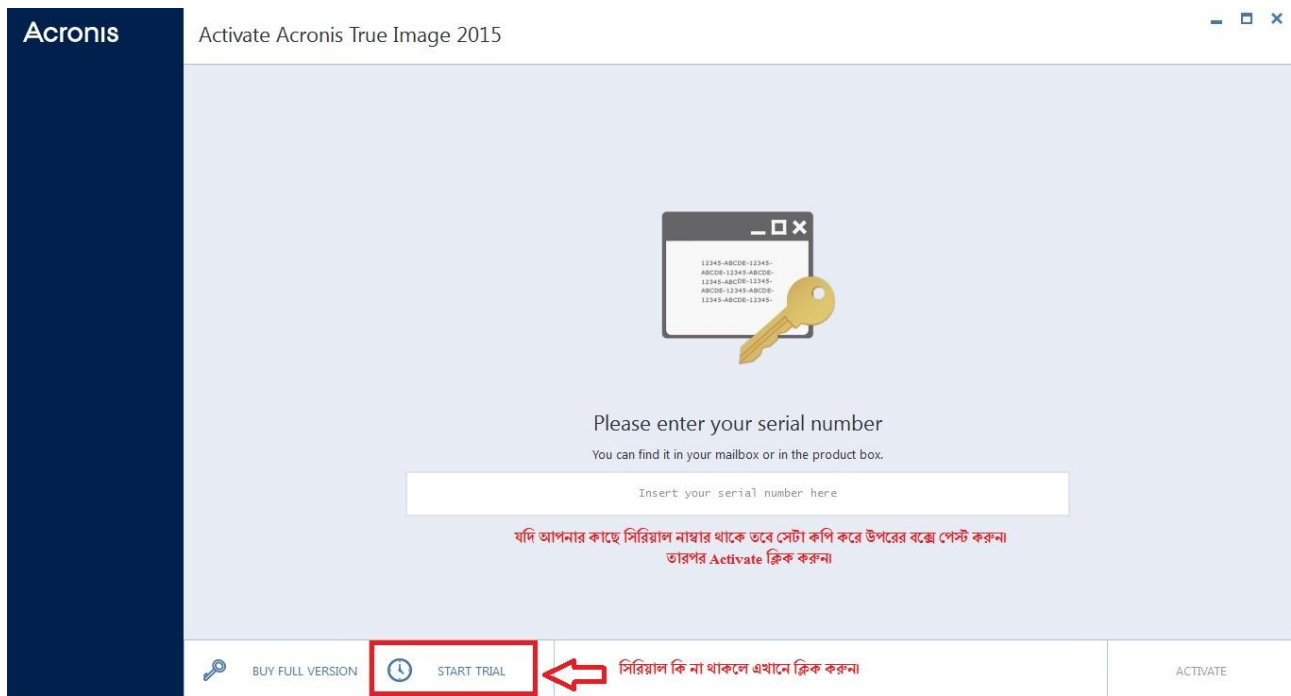 Acronis
Activate Acronis True Image 2015
12345-ABCDE-12345-
ABCDE-12345-ABCDE-
12345-ABCDE-12345-
ABCDE-12345-ABCDE-
12345-ABCDE-12345-
Please enter your serial number
You can find it in your mailbox or in the product box.
Insert your serial number here
যদি আপনার কাছে সিরিয়াল নাম্বার থাকে তবে সেটা কপি করে উপরের বক্সে পেস্ট করুন।
তারপর Activate ক্লিক করুন।
BUY FULL VERSION
START TRIAL
সিরিয়াল কি না থাকলে এখানে ক্লিক করুন।
ACTIVATE